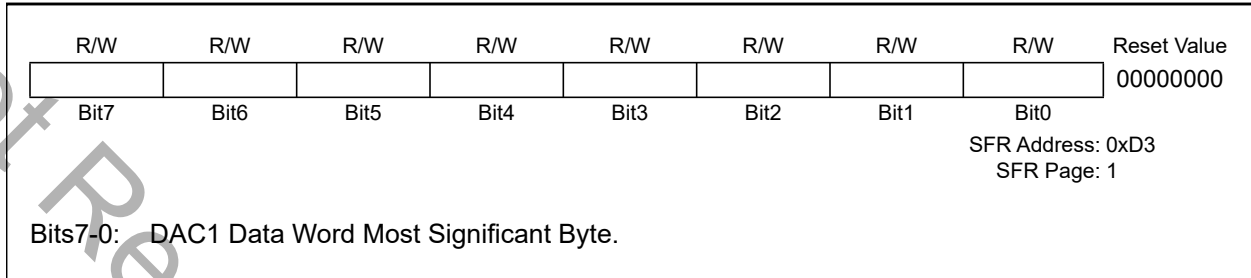 R/W R/W R/W R/W R/W R/W R/W R/W Reset Value
00000000
Bit7 Bit6 Bit5 Bit4 Bit3 Bit2 Bit1 Bit0
SFR Address: 0xD3
SFR Page: 1
Bits7-0: DAC1 Data Word Most Significant Byte.